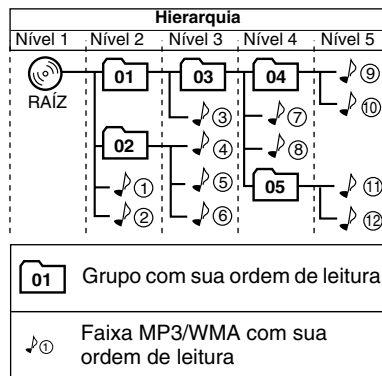 Hierarquia
Nível 1 Nível 2 Nível 3 Nível 4 Nível 5
01 03 04 ⑨
RAÍZ ⑩
③ ⑦
02 ④ ⑧
① ⑤ 05 ⑪
② ⑥ ⑫
01 Grupo com sua ordem de leitura
① Faixa MP3/WMA com sua
ordem de leitura